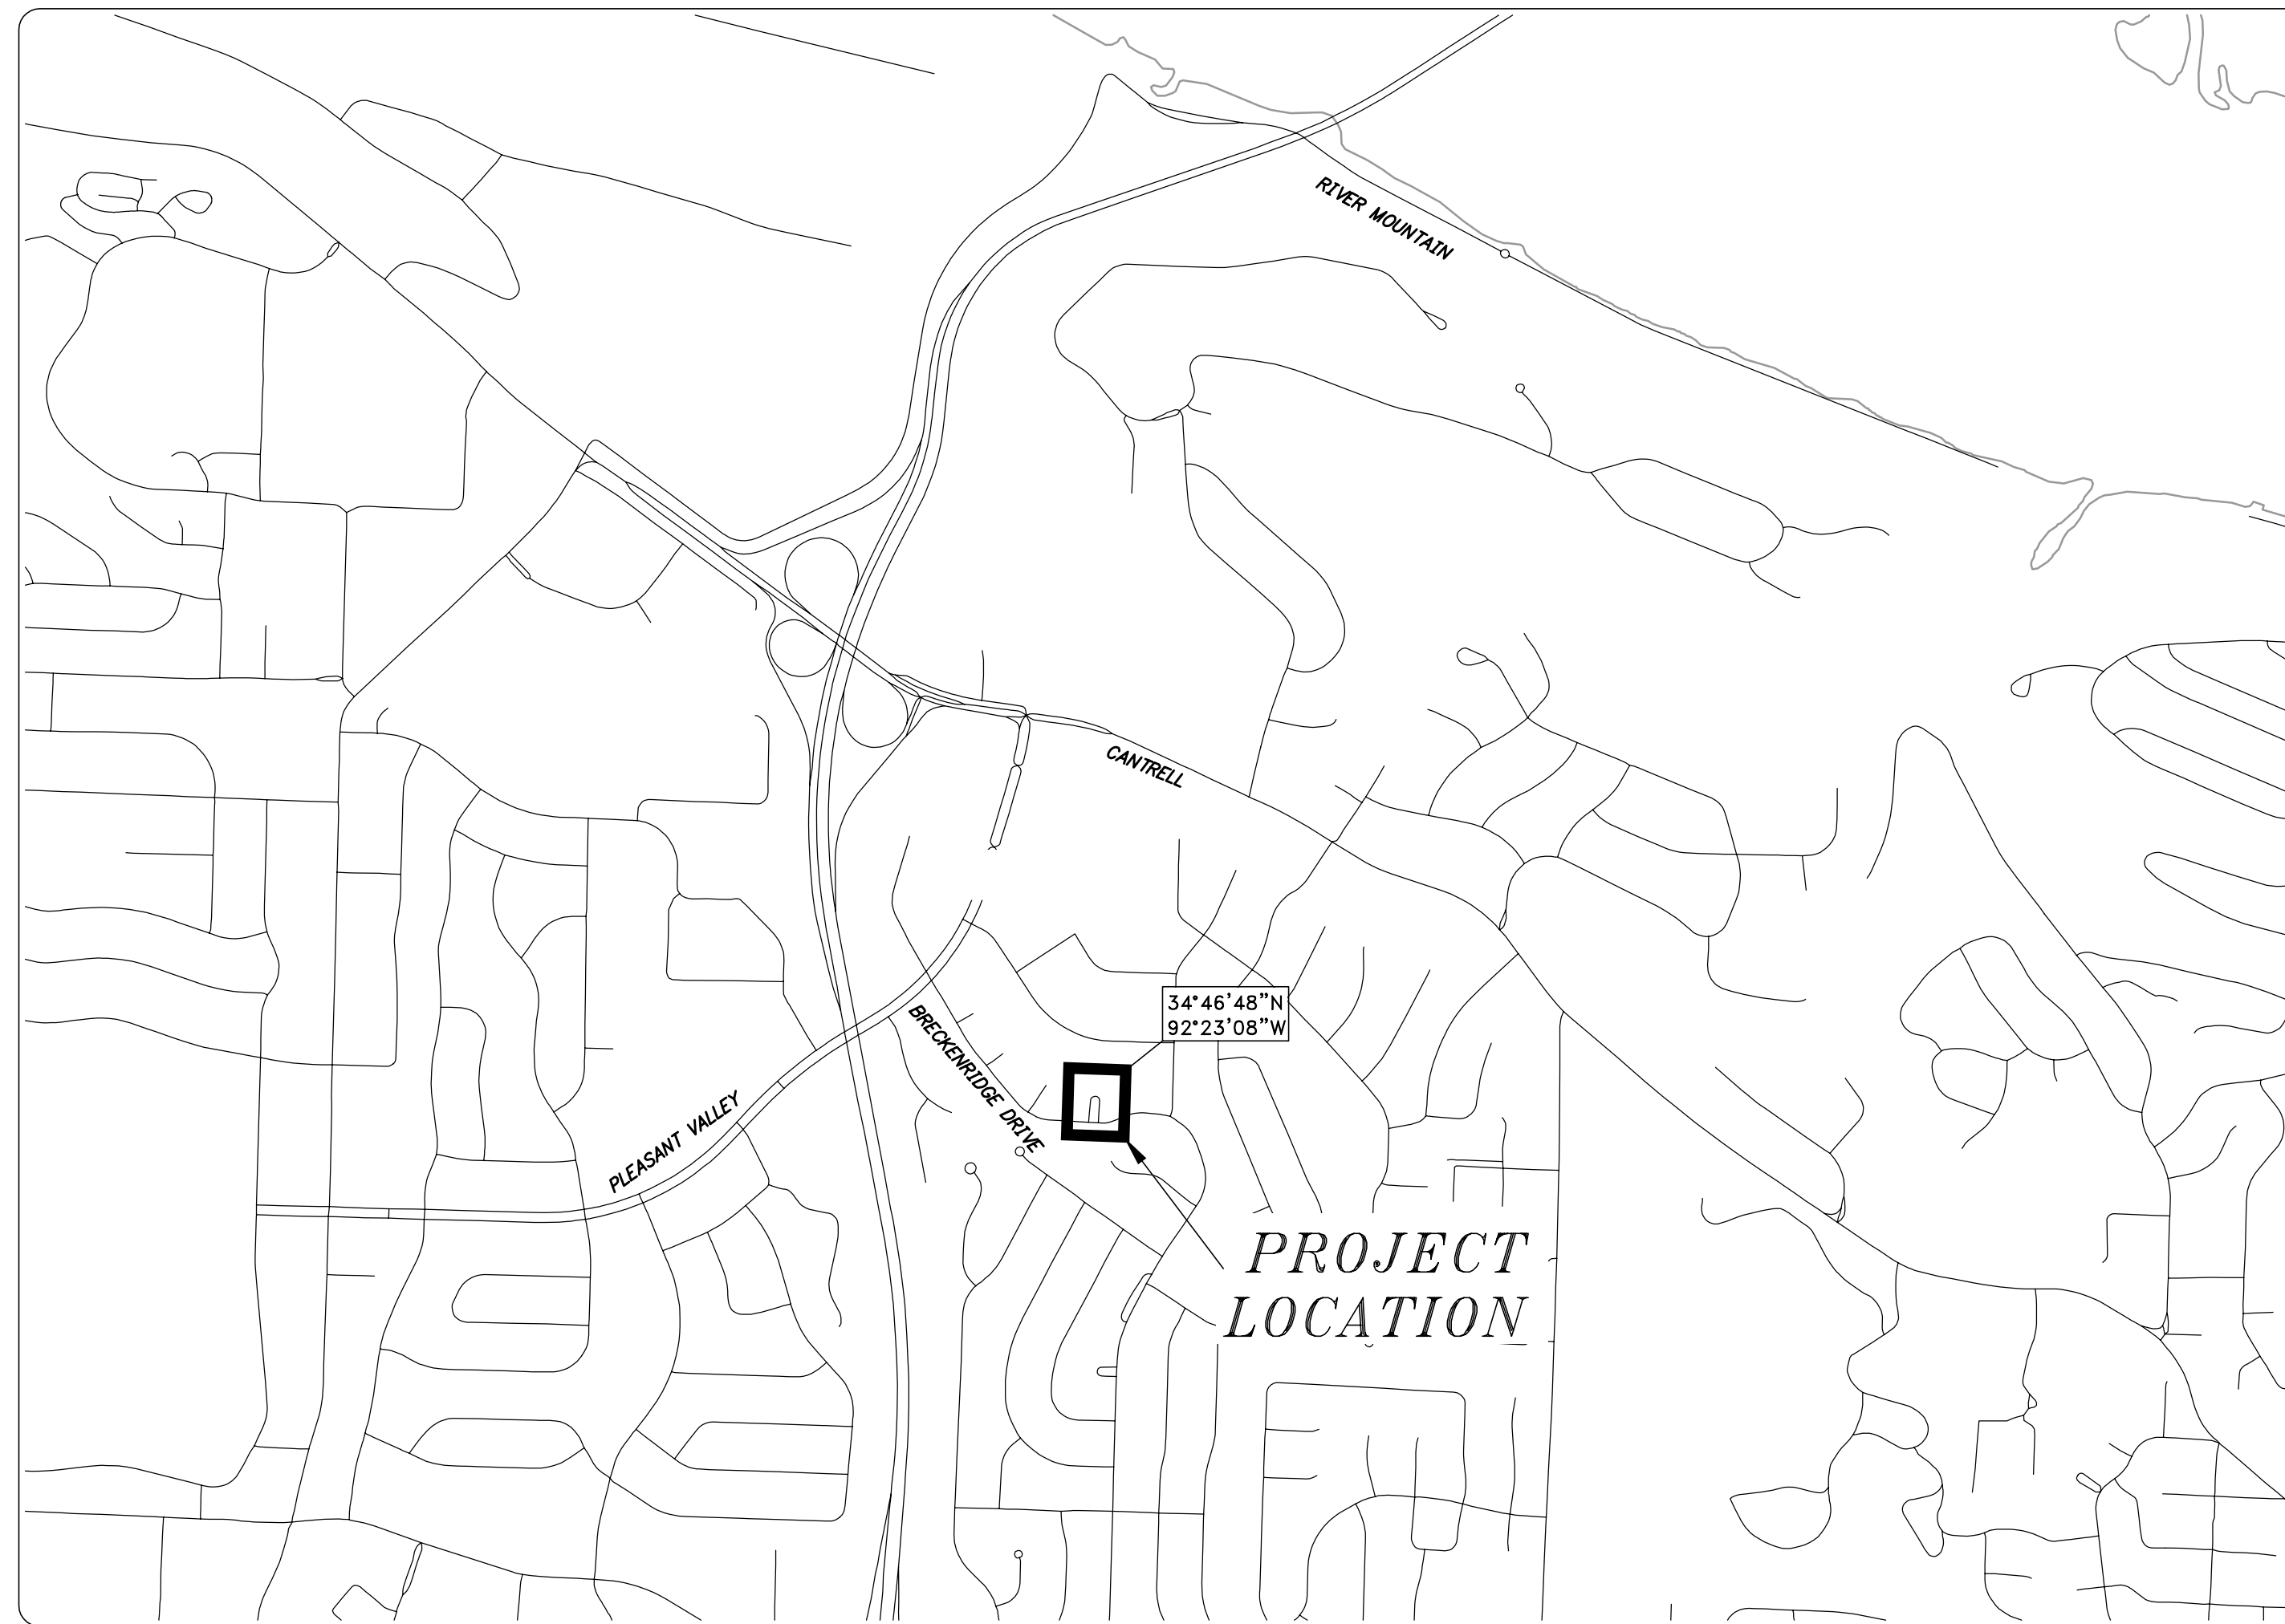 RIVER MOUNTAIN
CANTRELL
34°46'48"N
92°23'08"W
BRECKENRIDGE DRIVE
PLEASANT VALLEY
PROJECT
LOCATION